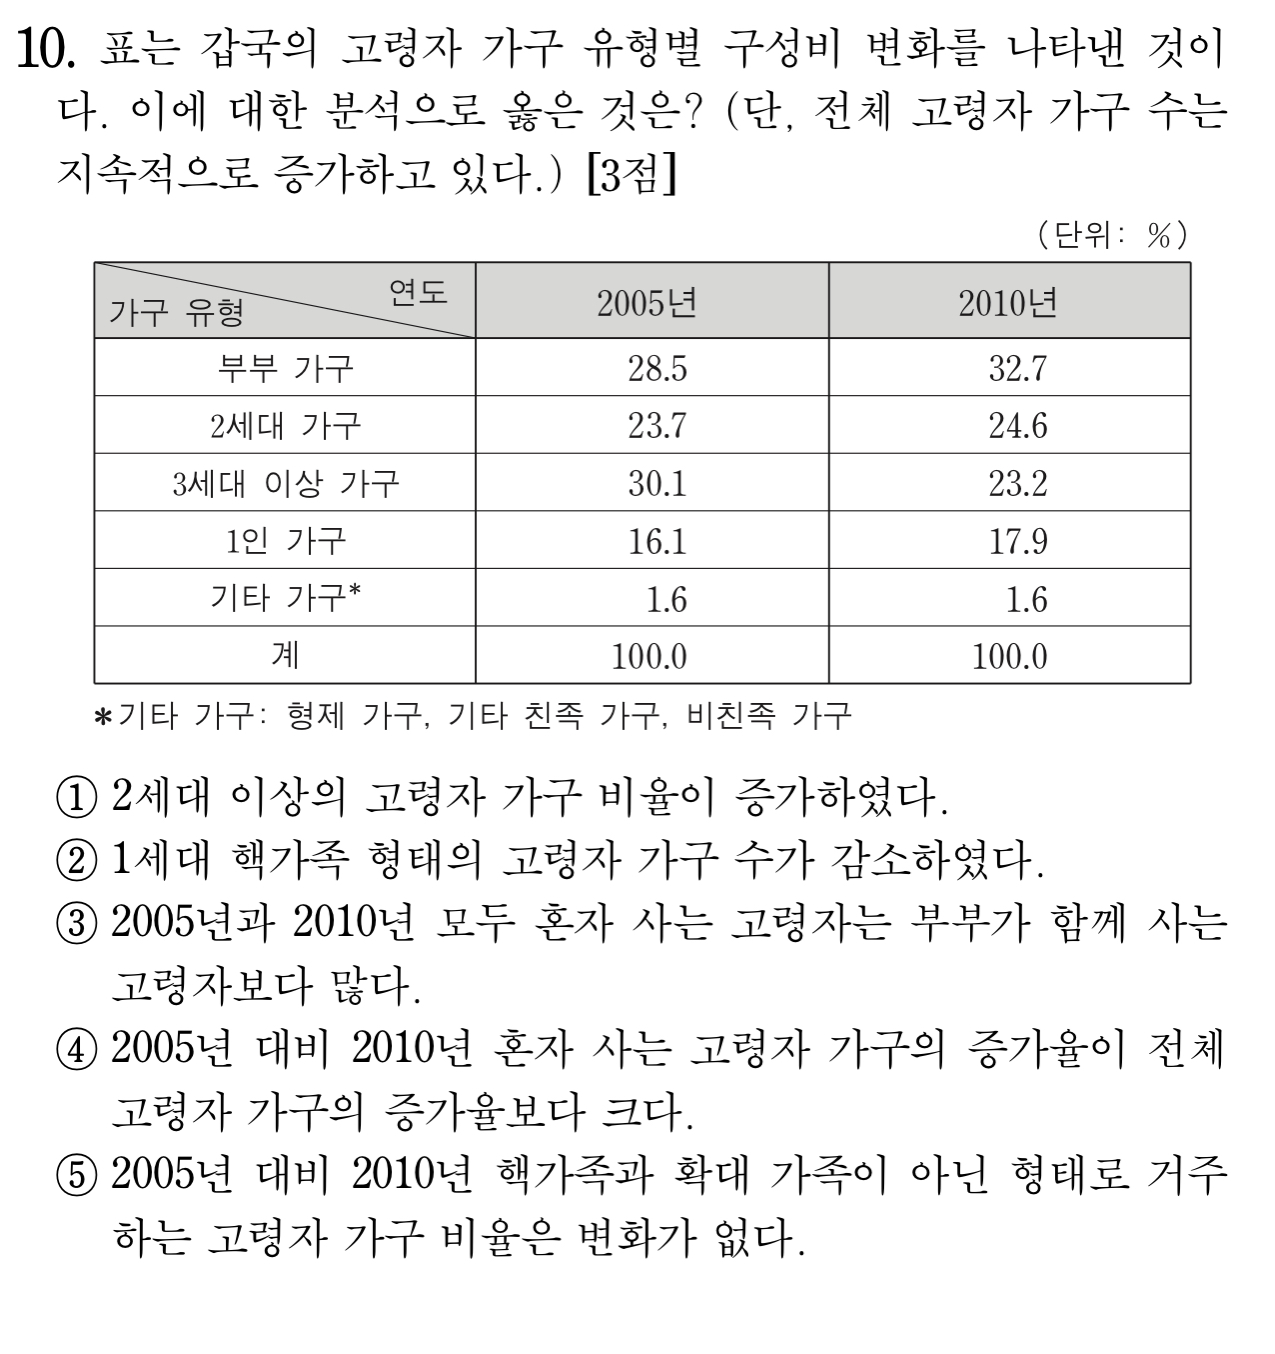 10. 표는 갑국의 고령자 가구 유형별 구성비 변화를 나타낸 것이
다. 이에 대한 분석으로 옳은 것은? (단, 전체 고령자 가구 수는
지속적으로 증가하고 있다.) [3점]
(단위: %)
가구 유형 연도 2005년 2010년
부부 가구 28.5 32.7
2세대 가구 23.7 24.6
3세대 이상 가구 30.1 23.2
1인 가구 16.1 17.9
기타 가구* 1.6 1.6
계 100.0 100.0
*기타 가구: 형제 가구, 기타 친족 가구, 비친족 가구
① 2세대 이상의 고령자 가구 비율이 증가하였다.
② 1세대 핵가족 형태의 고령자 가구 수가 감소하였다.
③ 2005년과 2010년 모두 혼자 사는 고령자는 부부가 함께 사는
고령자보다 많다.
④ 2005년 대비 2010년 혼자 사는 고령자 가구의 증가율이 전체
고령자 가구의 증가율보다 크다.
⑤ 2005년 대비 2010년 핵가족과 확대 가족이 아닌 형태로 거주
하는 고령자 가구 비율은 변화가 없다.